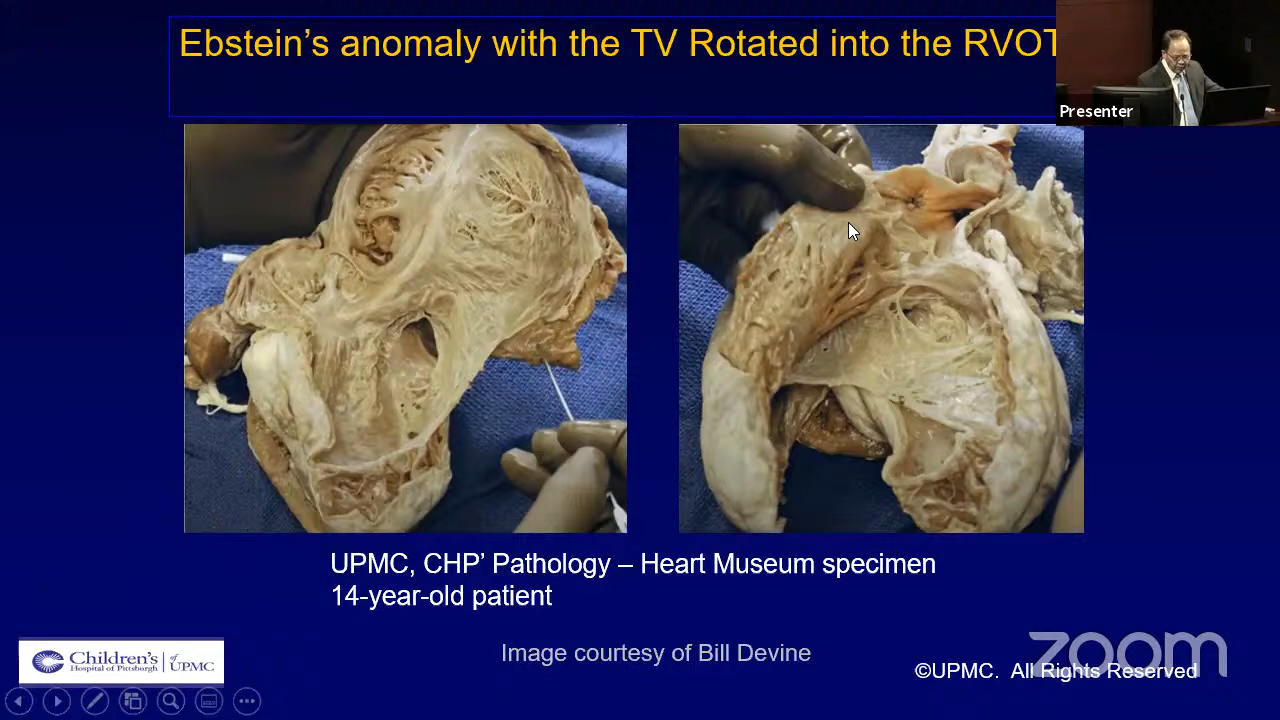 Ebstein's anomaly with the TV Rotated into the RVOT
Presenter
UPMC, CHP' Pathology – Heart Museum specimen
14-year-old patient
Image courtesy of Bill Devine
Children's
Hospital of Pittsburgh
of
UPMC
zoom
©UPMC. All Rights Reserved